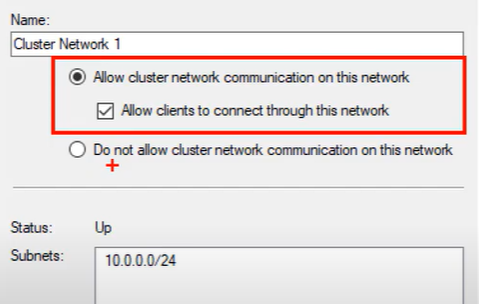 Name:
Cluster Network 1
Allow cluster network communication on this network
Allow clients to connect through this network
Do not allow cluster network communication on this network
Status: Up
Subnets: 10.0.0.0/24